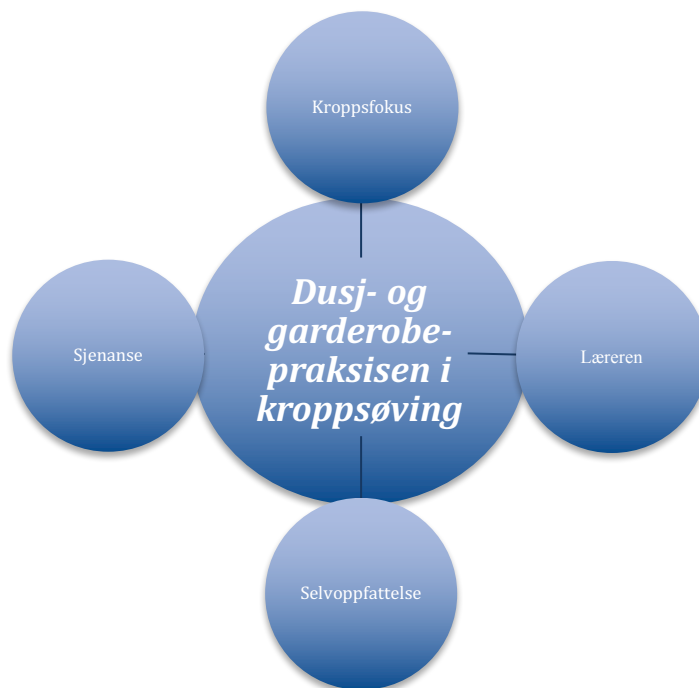 Kroppsfokus
Dusj- og
garderobe-
praksisen i
kroppsøving
Sjenanse
Læreren
Selvoppfattelse